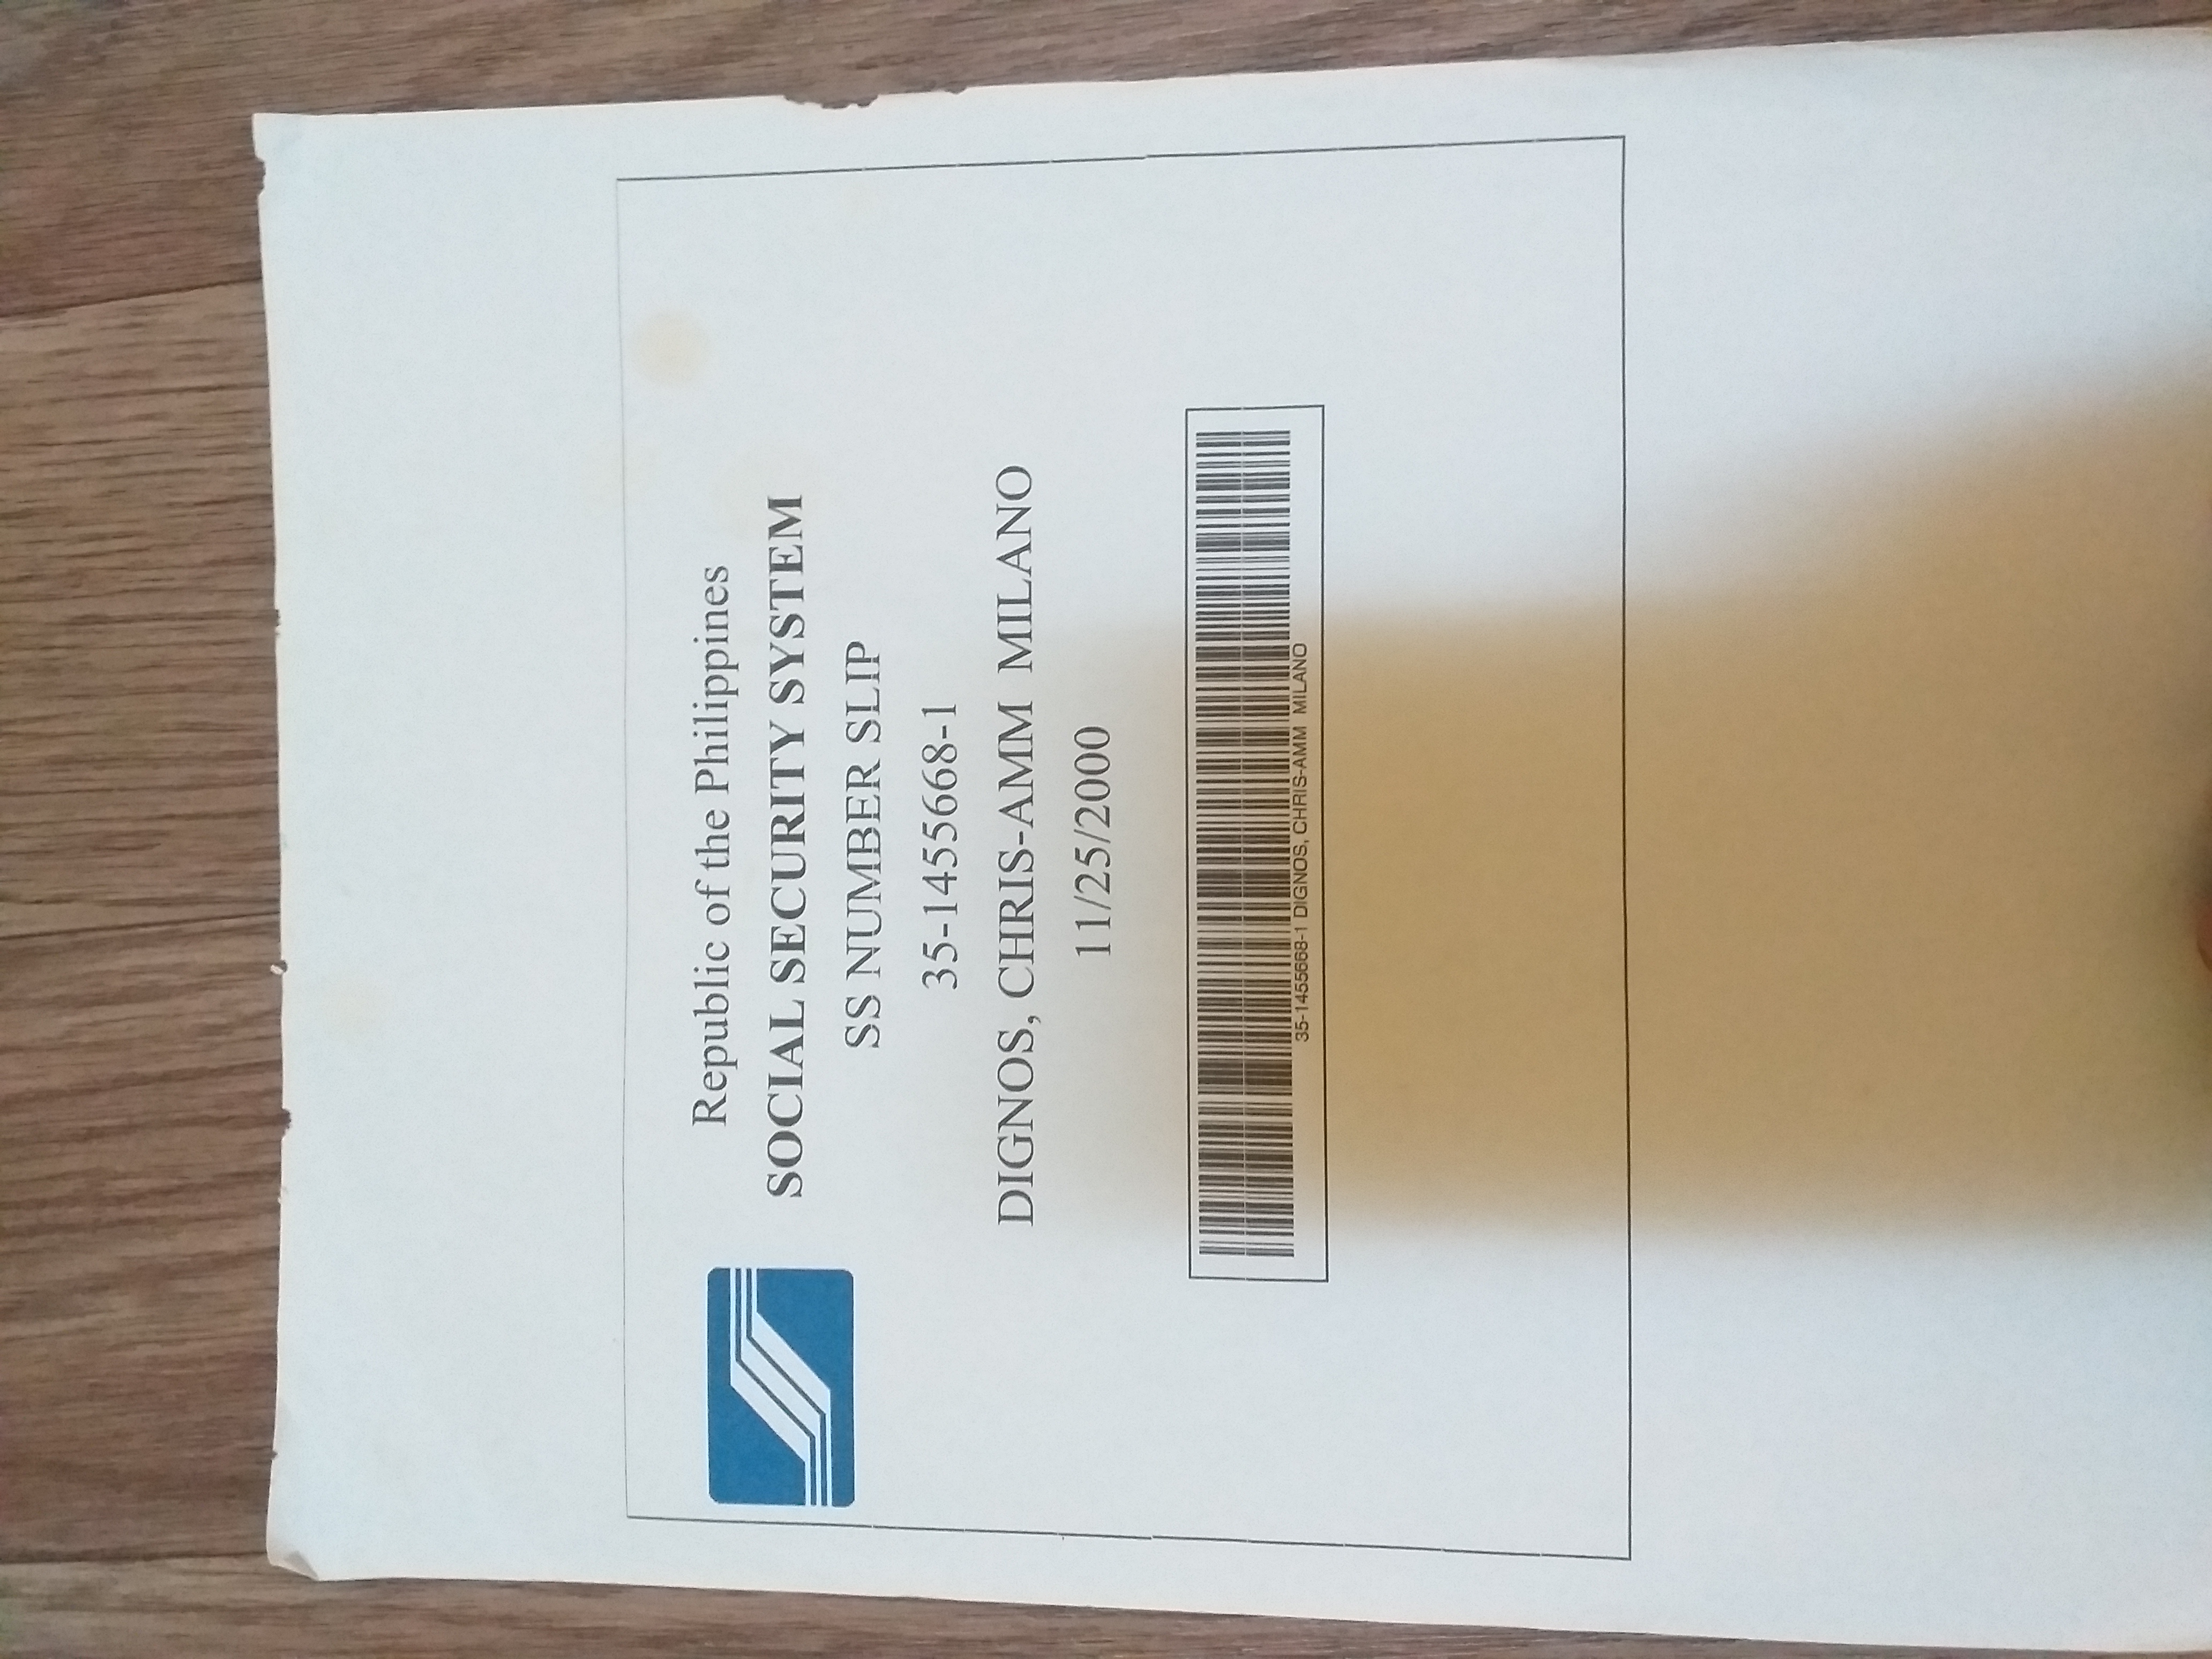 Republic of the Philippines
SOCIAL SECURITY SYSTEM
SS NUMBER SLIP
35-1455668-1
DIGNOS, CHRIS-AMM MILANO
11/25/2000
35-1455668-1 DIGNOS, CHRIS-AMM MILANO